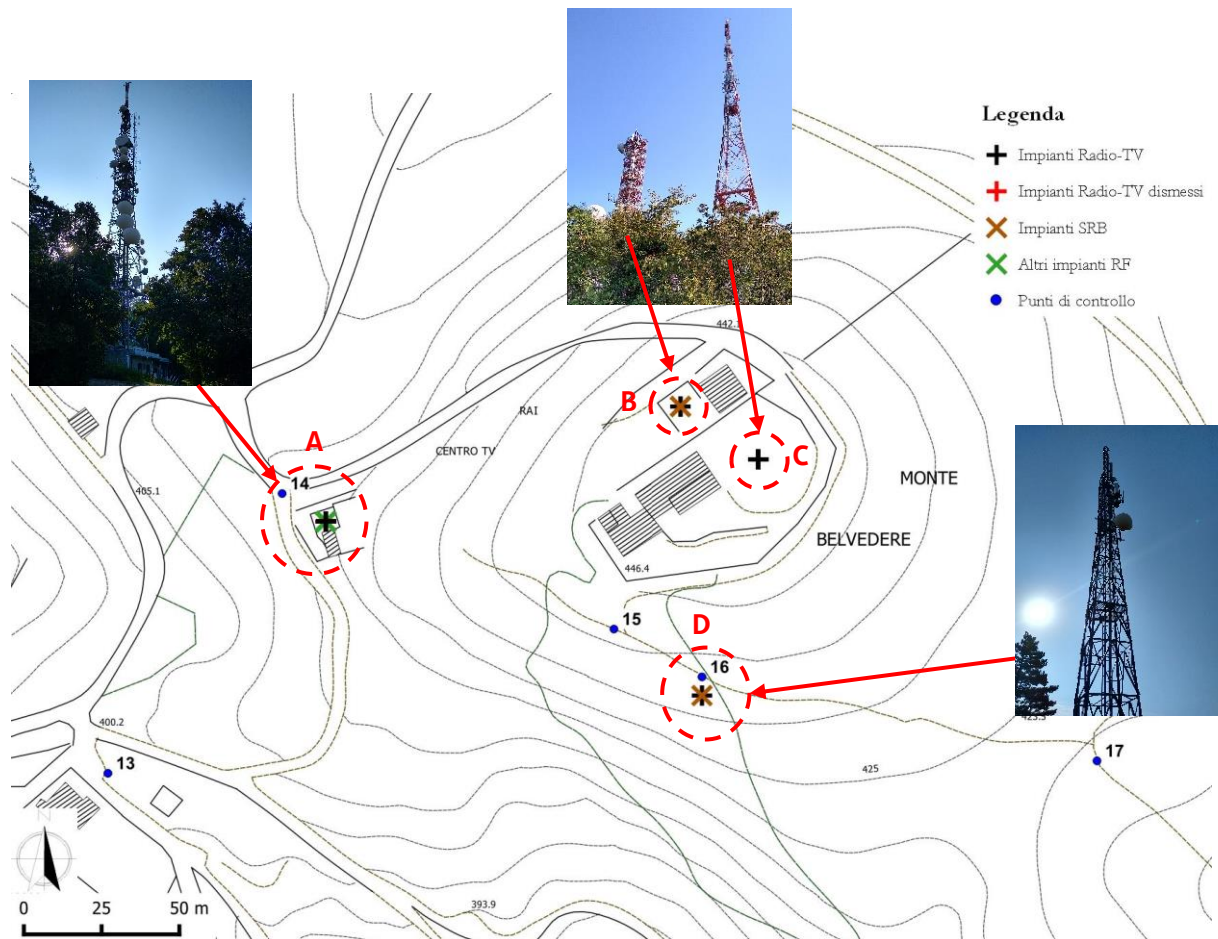 Legenda
Impianti Radio-TV
Impianti Radio-TV dismessi
Impianti SRB
Altri impianti RF
Punti di controllo
B
RAI
A
CENTRO TV
C
14
405.1
MONTE
BELVEDERE
446.4
15
D
16
400.2
13
425
17
N
0 25 50 m
393.9